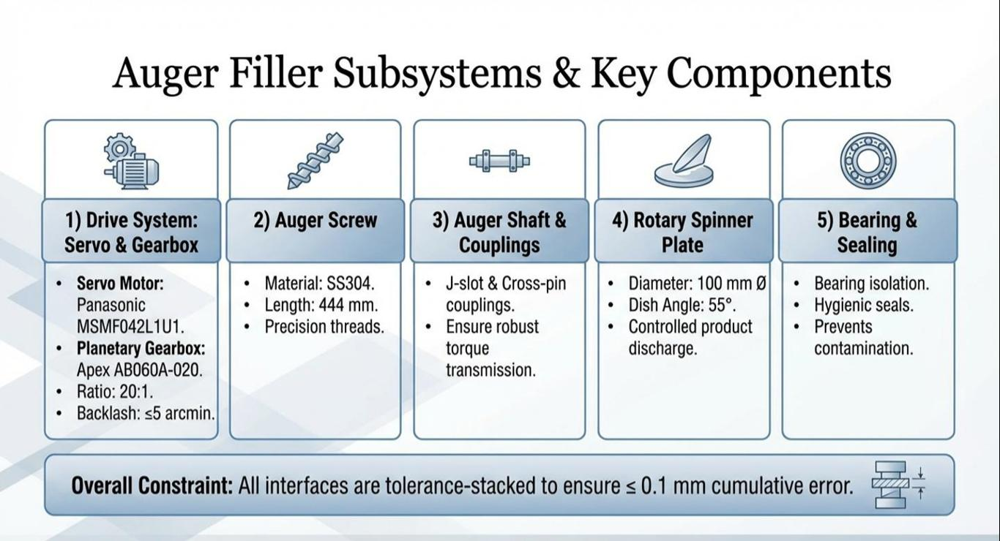 Auger Filler Subsystems & Key Components
1) Drive System:
Servo & Gearbox
• Servo Motor:
Panasonic
MSMF042L1U1.
• Planetary Gearbox:
Apex AB060A-020.
• Ratio: 20:1.
• Backlash: ≤5 arcmin.
2) Auger Screw
• Material: SS304.
• Length: 444 mm.
• Precision threads.
3) Auger Shaft &
Couplings
• J-slot & Cross-pin
couplings.
• Ensure robust
torque
transmission.
4) Rotary Spinner
Plate
• Diameter: 100 mm Ø
• Dish Angle: 55°.
• Controlled product
discharge.
5) Bearing &
Sealing
• Bearing isolation.
• Hygienic seals.
• Prevents
contamination.
Overall Constraint: All interfaces are tolerance-stacked to ensure ≤ 0.1 mm cumulative error.